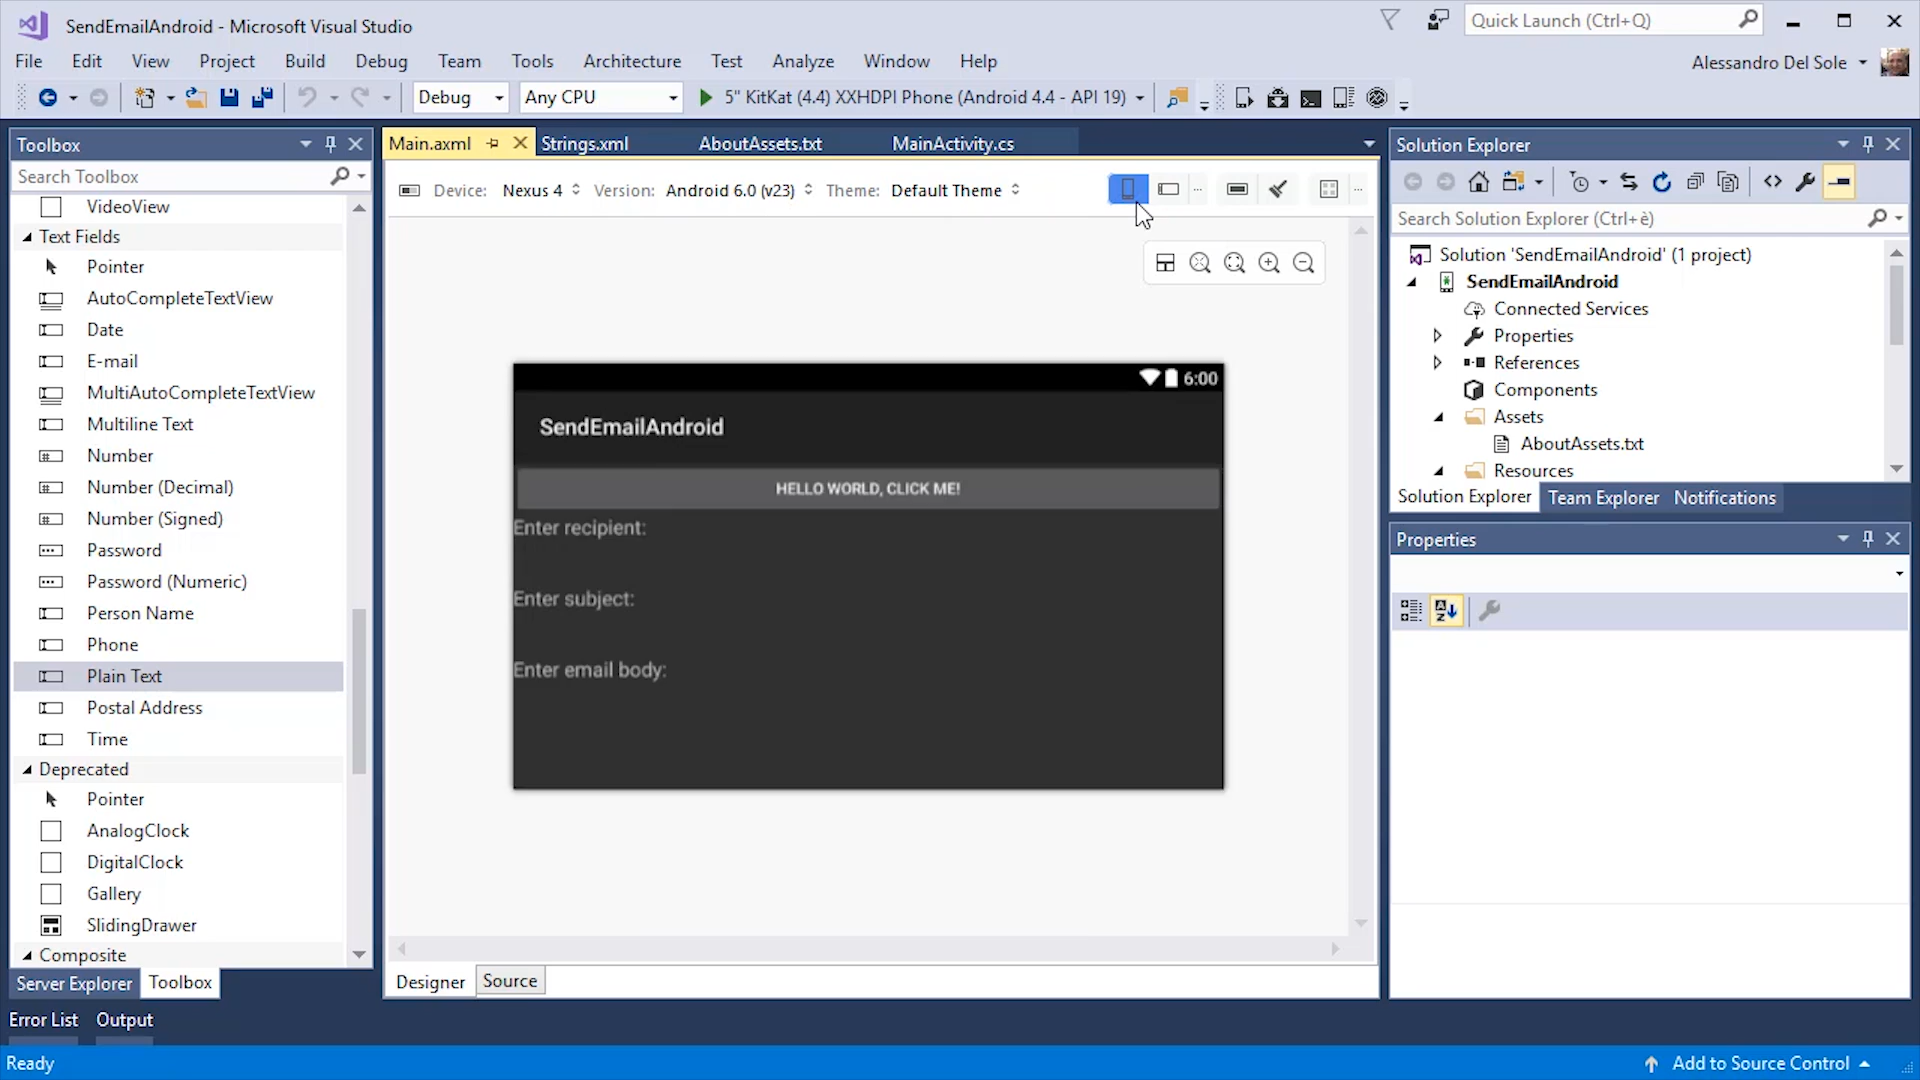 SendEmailAndroid - Microsoft Visual Studio
Quick Launch (Ctrl+Q)
File Edit View Project Build Debug Team Tools Architecture Test Analyze Window Help
Alessandro Del Sole
Debug Any CPU 5" KitKat (4.4) XXHDPI Phone (Android 4.4 - API 19)
Toolbox
Search Toolbox
VideoView
Text Fields
Pointer
AutoCompleteTextView
Date
E-mail
MultiAutoCompleteTextView
Multiline Text
Number
Number (Decimal)
Number (Signed)
Password
Password (Numeric)
Person Name
Phone
Plain Text
Postal Address
Time
Deprecated
Pointer
AnalogClock
DigitalClock
Gallery
SlidingDrawer
Composite
Server Explorer Toolbox
Main.axml Strings.xml AboutAssets.txt MainActivity.cs
Device: Nexus 4 Version: Android 6.0 (v23) Theme: Default Theme
6:00
SendEmailAndroid
HELLO WORLD, CLICK ME!
Enter recipient:
Enter subject:
Enter email body:
Designer Source
Solution Explorer
Search Solution Explorer (Ctrl+è)
Solution 'SendEmailAndroid' (1 project)
SendEmailAndroid
Connected Services
Properties
References
Components
Assets
AboutAssets.txt
Resources
Solution Explorer Team Explorer Notifications
Properties
Error List Output
Ready
Add to Source Control